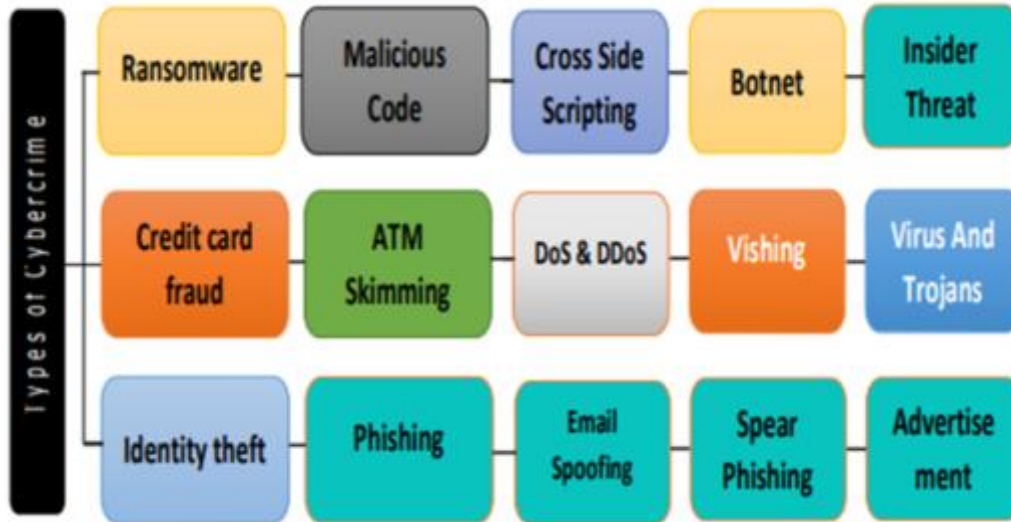 Types of Cybercrime
Ransomware
Malicious
Code
Cross Side
Scripting
Botnet
Insider
Threat
Credit card
fraud
ATM
Skimming
DoS & DDoS
Vishing
Virus And
Trojans
Identity theft
Phishing
Email
Spoofing
Spear
Phishing
Advertise
ment